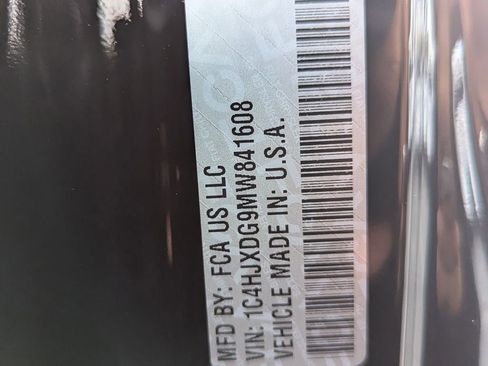 MFD BY: FCA US LLC
VIN: 1C4HJXDG9MW841608
VEHICLE MADE IN: U.S.A.